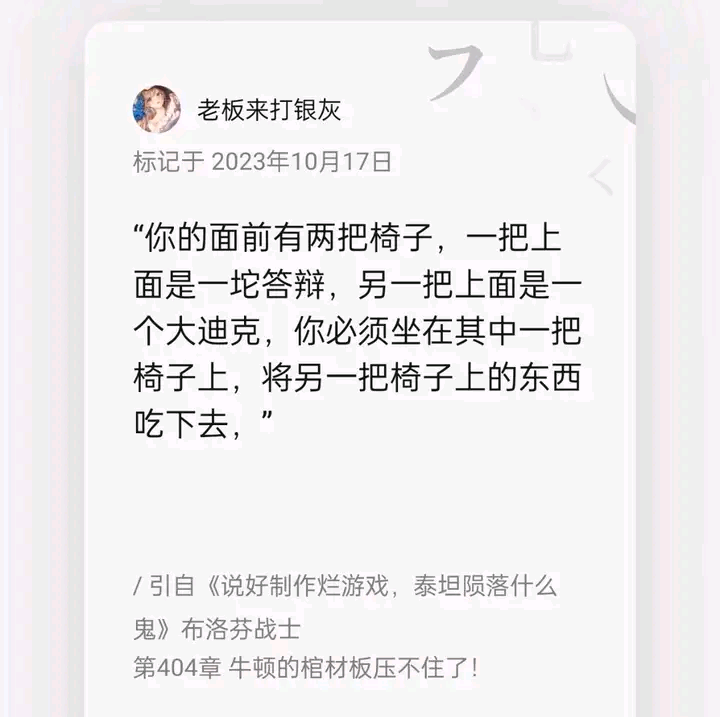 老板来打银灰
标记于 2023年10月17日
“你的面前有两把椅子，一把上
面是一坨答辩，另一把上面是一
个大迪克，你必须坐在其中一把
椅子上，将另一把椅子上的东西
吃下去，”
/ 引自《说好制作烂游戏，泰坦陨落什么
鬼》布洛芬战士
第404章 牛顿的棺材板压不住了！